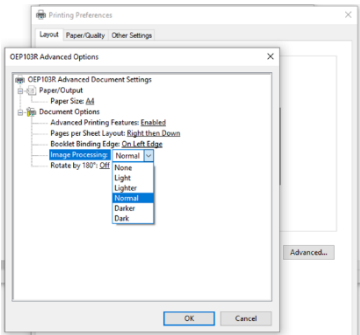 Printing Preferences
Layout Paper/Quality Other Settings
OEP103R Advanced Options
OEP103R Advanced Document Settings
Paper/Output
Paper Size: A4
Document Options
Advanced Printing Features: Enabled
Pages per Sheet Layout: Right then Down
Booklet Binding Edge: On Left Edge
Image Processing: Normal
Rotate by 180°: Off
None
Light
Lighter
Normal
Darker
Dark
Advanced...
OK Cancel